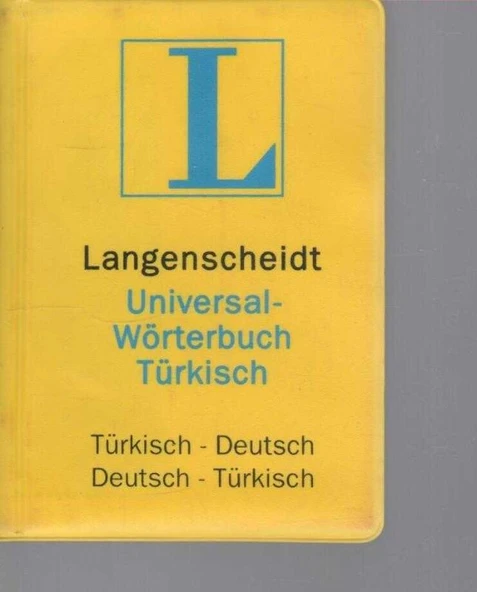 L
Langenscheidt
Universal-
Wörterbuch
Türkisch
Türkisch - Deutsch
Deutsch - Türkisch